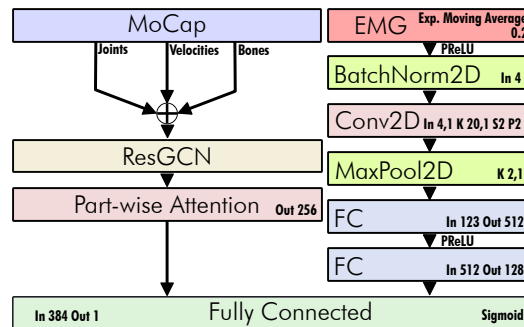 MoCap
Joints Velocities Bones
ResGCN
Part-wise Attention Out 256
EMG Exp. Moving Average 0.2
PReLU
BatchNorm2D In 4
Conv2D In 4,1 K 20,1 S2 P2
MaxPool2D K 2,1
FC In 123 Out 512
PReLU
FC In 512 Out 128
In 384 Out 1 Fully Connected Sigmoid